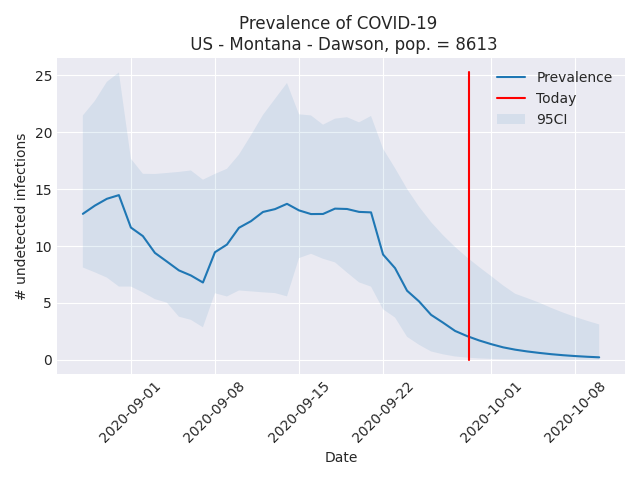 Prevalence of COVID-19
US - Montana - Dawson, pop. = 8613
Prevalence
Today
95CI
# undetected infections
25
20
15
10
5
0
2020-09-01
2020-09-08
2020-09-15
2020-09-22
2020-10-01
2020-10-08
Date